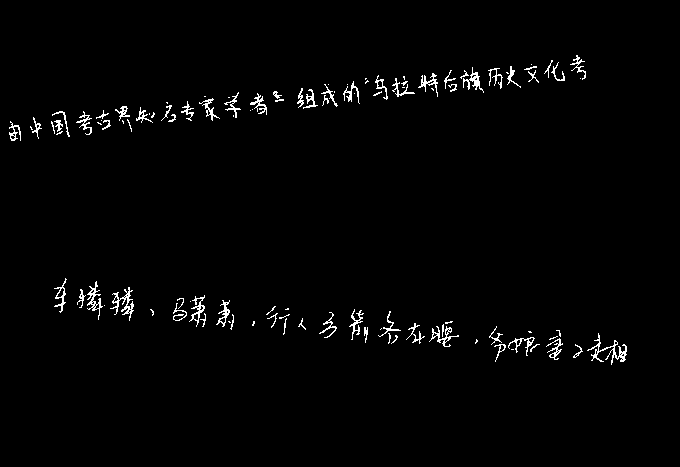 由中国考古界知名专家学者组成的“乌拉特后旗历史文化考
车辚辚、马萧萧,行人弓箭各在腰,爷娘妻子走相